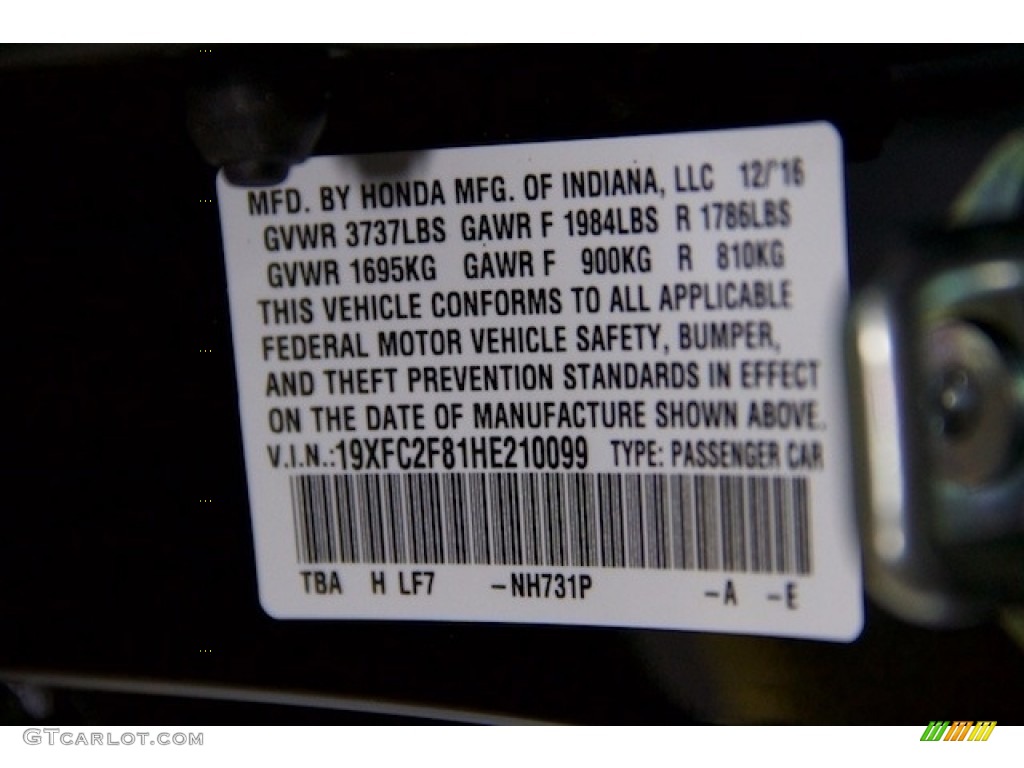 MFD. BY HONDA MFG. OF INDIANA, LLC 12/'16
GVWR 3737LBS GAWR F 1984LBS R 1786LBS
GVWR 1695KG GAWR F 900KG R 810KG
THIS VEHICLE CONFORMS TO ALL APPLICABLE
FEDERAL MOTOR VEHICLE SAFETY, BUMPER,
AND THEFT PREVENTION STANDARDS IN EFFECT
ON THE DATE OF MANUFACTURE SHOWN ABOVE.
V.I.N.:19XFC2F81HE210099 TYPE: PASSENGER CAR
TBA H LF7 -NH731P -A -E
GTCARLOT.COM